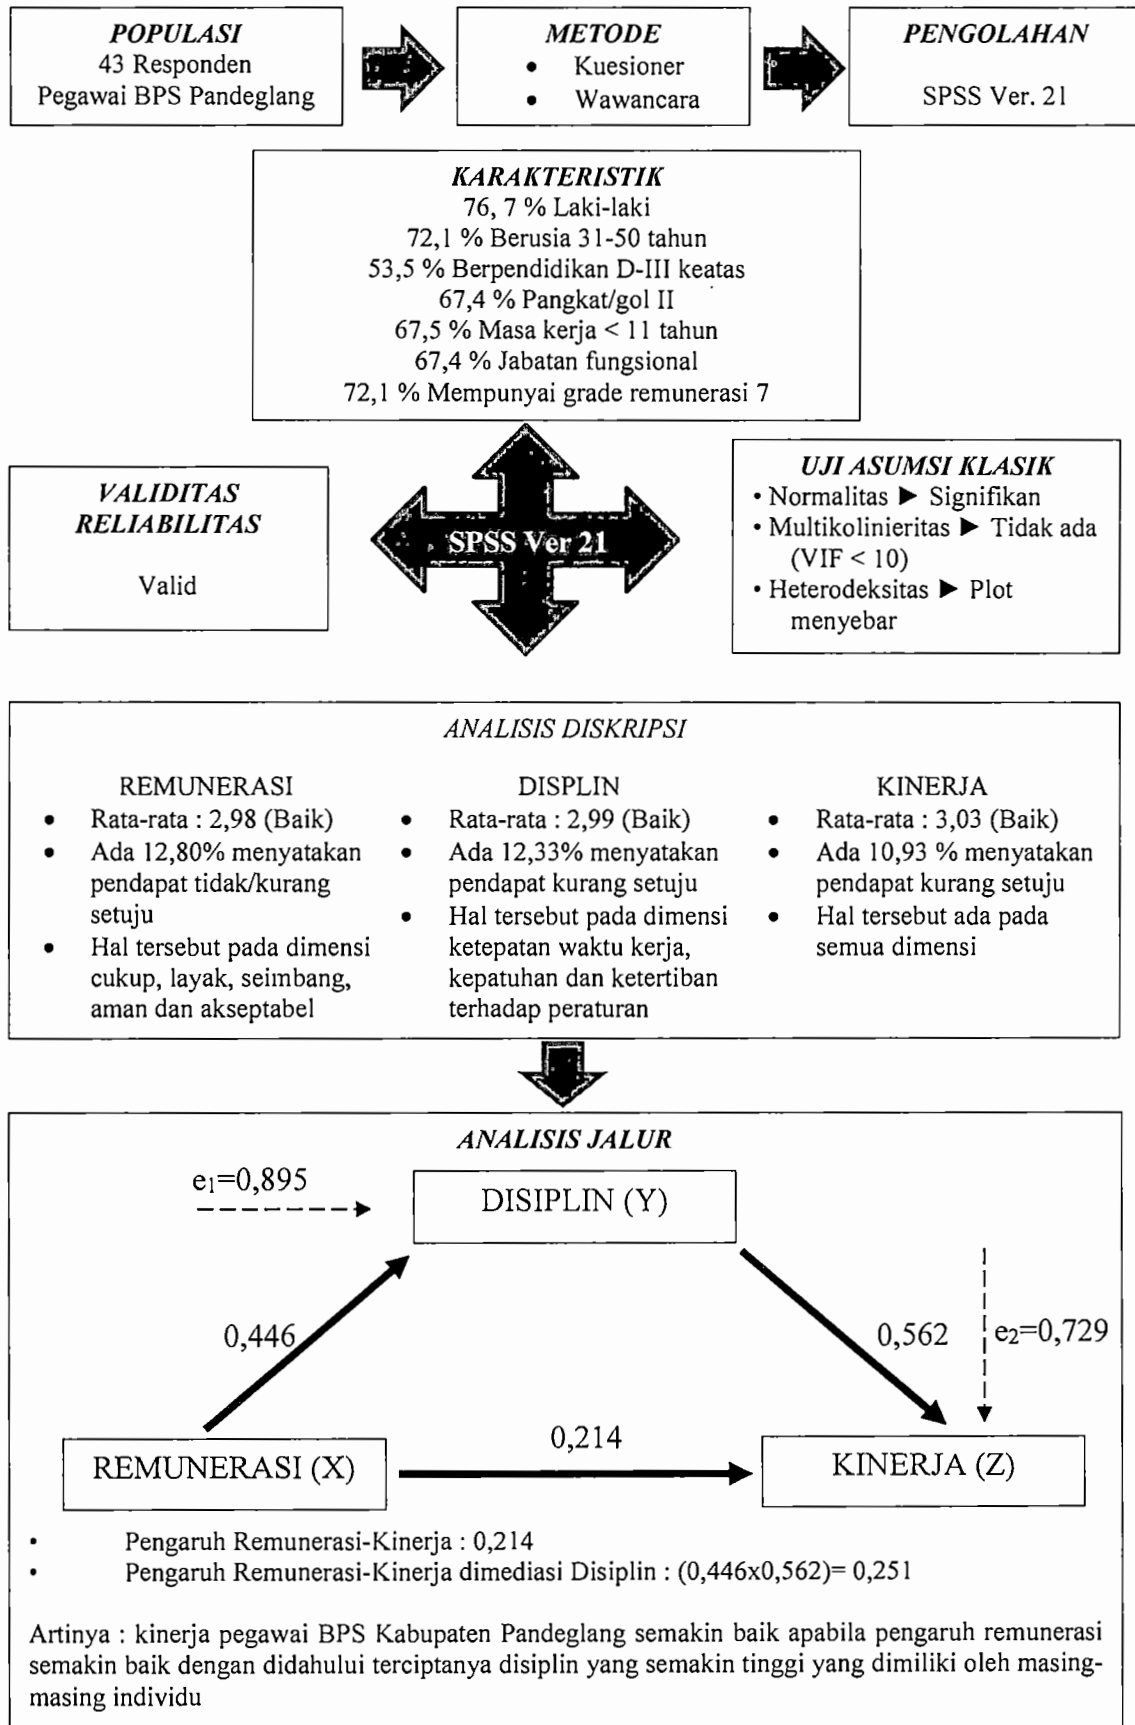 POPULASI
43 Responden
Pegawai BPS Pandeglang
METODE
• Kuesioner
• Wawancara
PENGOLAHAN
SPSS Ver. 21
KARAKTERISTIK
76, 7 % Laki-laki
72,1 % Berusia 31-50 tahun
53,5 % Berpendidikan D-III keatas
67,4 % Pangkat/gol II
67,5 % Masa kerja < 11 tahun
67,4 % Jabatan fungsional
72,1 % Mempunyai grade remunerasi 7
VALIDITAS
RELIABILITAS
Valid
SPSS Ver 21
UJI ASUMSI KLASIK
• Normalitas ► Signifikan
• Multikolinieritas ► Tidak ada
(VIF < 10)
• Heterodeksitas ► Plot
menyebar
ANALISIS DISKRIPSI
REMUNERASI
• Rata-rata : 2,98 (Baik)
• Ada 12,80% menyatakan
pendapat tidak/kurang
setuju
• Hal tersebut pada dimensi
cukup, layak, seimbang,
aman dan akseptabel
DISPLIN
• Rata-rata : 2,99 (Baik)
• Ada 12,33% menyatakan
pendapat kurang setuju
• Hal tersebut pada dimensi
ketepatan waktu kerja,
kepatuhan dan ketertiban
terhadap peraturan
KINERJA
• Rata-rata : 3,03 (Baik)
• Ada 10,93 % menyatakan
pendapat kurang setuju
• Hal tersebut ada pada
semua dimensi
ANALISIS JALUR
e1=0,895
DISIPLIN (Y)
0,446
0,562
e2=0,729
0,214
REMUNERASI (X)
KINERJA (Z)
• Pengaruh Remunerasi-Kinerja : 0,214
• Pengaruh Remunerasi-Kinerja dimediasi Disiplin : (0,446x0,562)= 0,251
Artinya : kinerja pegawai BPS Kabupaten Pandeglang semakin baik apabila pengaruh remunerasi
semakin baik dengan didahului terciptanya disiplin yang semakin tinggi yang dimiliki oleh masing-
masing individu